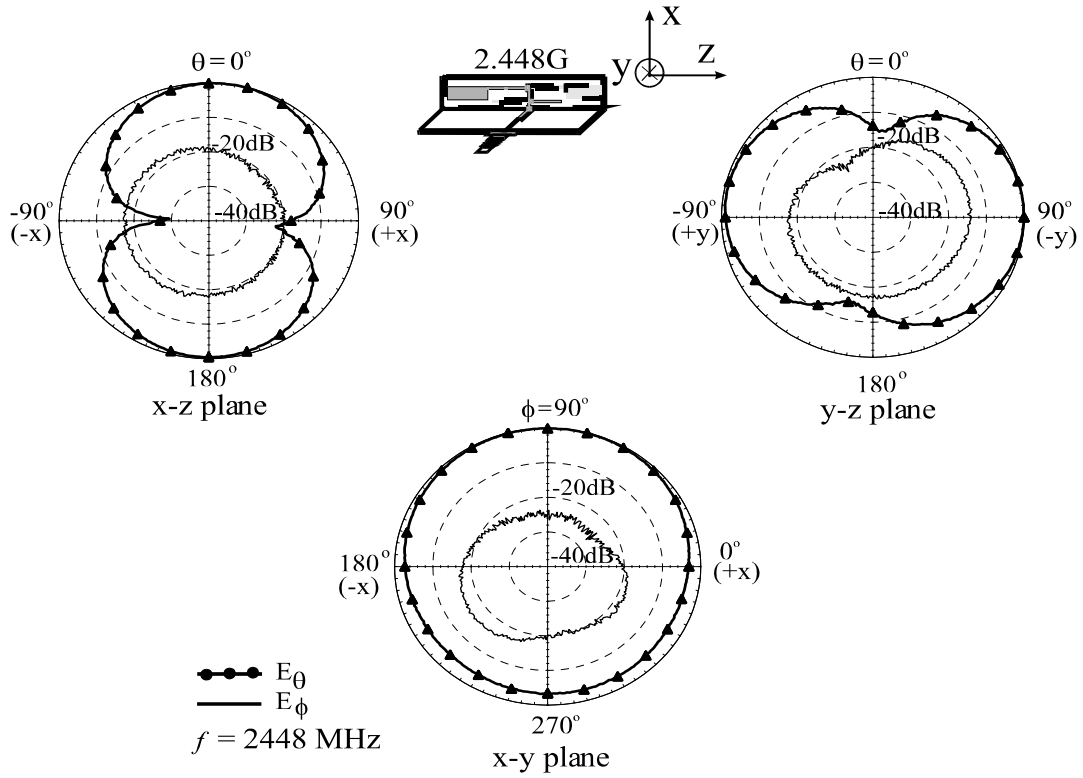 θ = 0°
-20dB
-40dB
-90°
(-x)
90°
(+x)
180°
x-z plane
2.448G
x
y
z
θ = 0°
-20dB
-40dB
-90°
(+y)
90°
(-y)
180°
y-z plane
ϕ=90°
-20dB
-40dB
180°
(-x)
0°
(+x)
270°
x-y plane
E_θ
E_ϕ
f = 2448 MHz